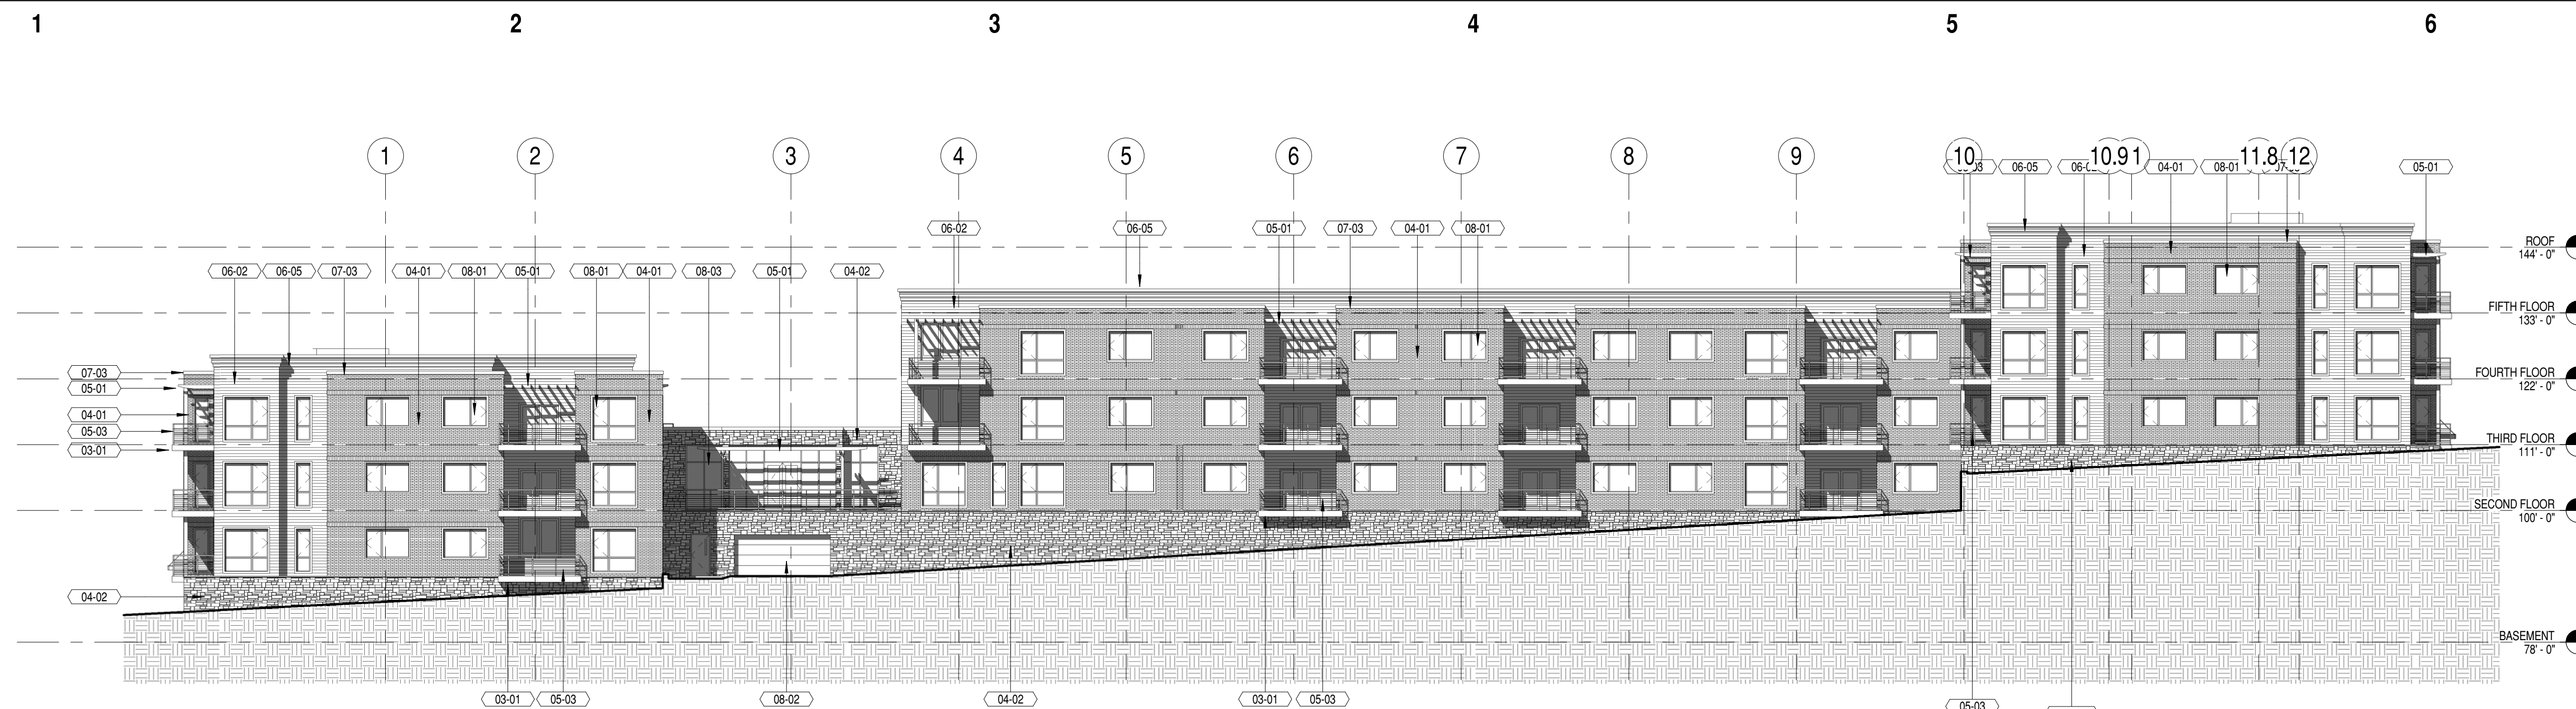 1 2 3 4 5 6
1 2 3 4 5 6 7 8 9 10 10.9 11.8 12
06-05 04-01 08-01 05-01
06-02 06-05 05-01 07-03 04-01 08-01
ROOF
144' - 0"
06-02 06-05 07-03 04-01 08-01 05-01 08-01 04-01 08-03 05-01 04-02
FIFTH FLOOR
133' - 0"
07-03
FOURTH FLOOR
122' - 0"
05-01
04-01
05-03
THIRD FLOOR
111' - 0"
03-01
SECOND FLOOR
100' - 0"
04-02
BASEMENT
78' - 0"
03-01 05-03 08-02 04-02 03-01 05-03
05-03